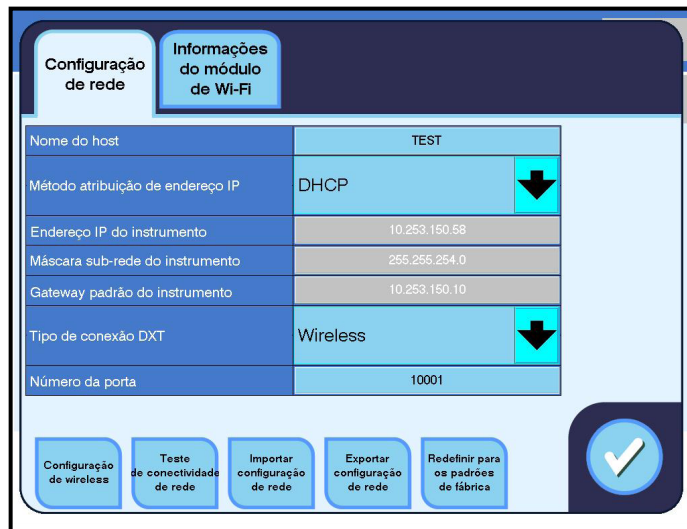 Configuração
de rede
Informações
do módulo
de Wi-Fi
Nome do host
TEST
Método atribuição de endereço IP
DHCP
Endereço IP do instrumento
10.253.150.58
Máscara sub-rede do instrumento
255.255.254.0
Gateway padrão do instrumento
10.253.150.10
Tipo de conexão DXT
Wireless
Número da porta
10001
Configuração
de wireless
Teste
de conectividade
de rede
Importar
configuração
de rede
Exportar
configuração
de rede
Redefinir para
os padrões
de fábrica